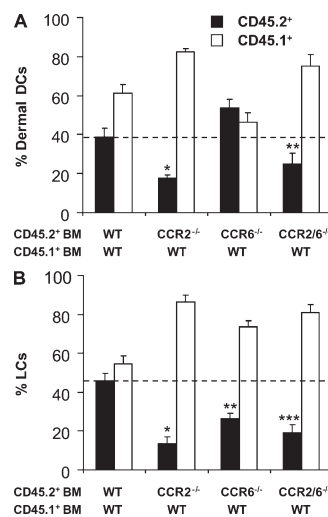 A
CD45.2⁺
CD45.1⁺
% Dermal DCs
100
80
60
40
20
0
*
**
CD45.2⁺ BM WT CCR2⁻/⁻ CCR6⁻/⁻ CCR2/6⁻/⁻
CD45.1⁺ BM WT WT WT WT
B
% LCs
100
80
60
40
20
0
*
**
***
CD45.2⁺ BM WT CCR2⁻/⁻ CCR6⁻/⁻ CCR2/6⁻/⁻
CD45.1⁺ BM WT WT WT WT